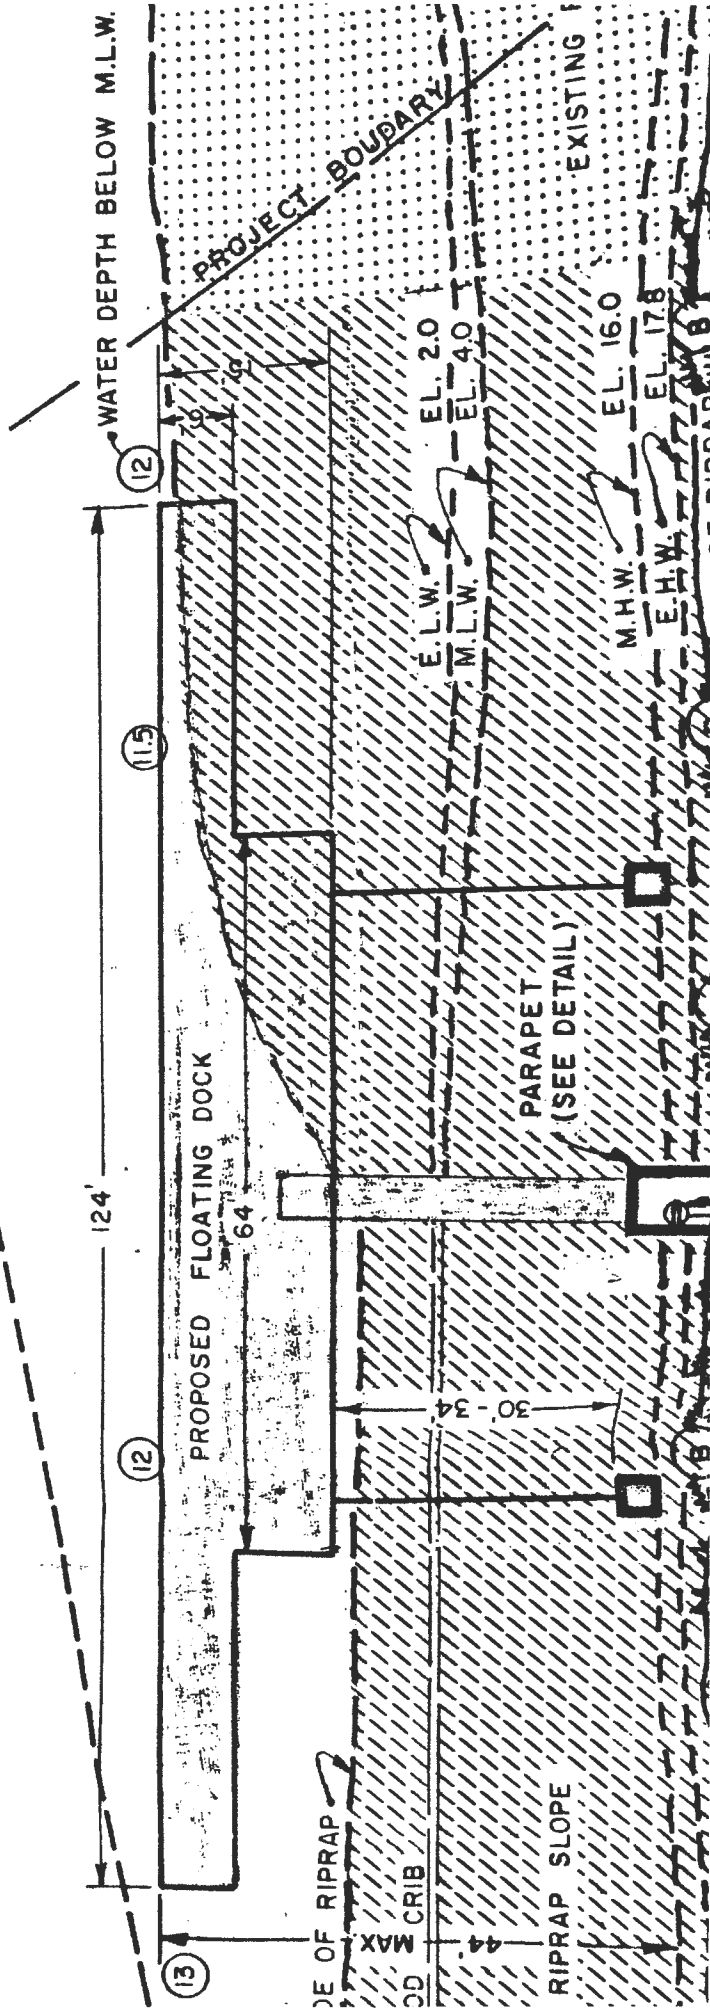 WATER DEPTH BELOW M.L.W.
12
11.5
12
13
124'
PROJECT BOUDARY
EXISTING
PROPOSED FLOATING DOCK
64
E.L.W. EL. 2.0
M.L.W. EL. 4.0
M.H.W. EL. 16.0
E.H.W. EL. 17.8
PARAPET
(SEE DETAIL)
30'-34'
OF RIPRAP
CRIB
44' MAX
RIPRAP SLOPE
B
B